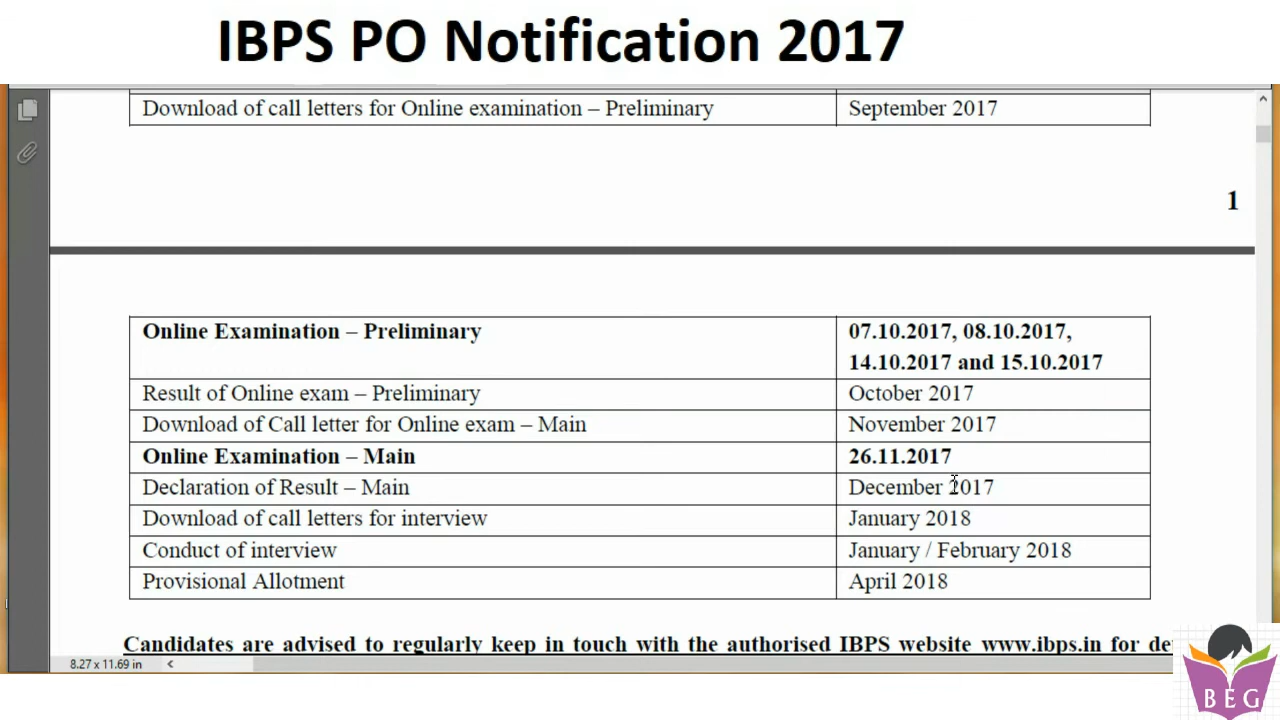 IBPS PO Notification 2017
Download of call letters for Online examination – Preliminary September 2017
1
Online Examination – Preliminary 07.10.2017, 08.10.2017,
14.10.2017 and 15.10.2017
Result of Online exam – Preliminary October 2017
Download of Call letter for Online exam – Main November 2017
Online Examination – Main 26.11.2017
Declaration of Result – Main December 2017
Download of call letters for interview January 2018
Conduct of interview January / February 2018
Provisional Allotment April 2018
Candidates are advised to regularly keep in touch with the authorised IBPS website www.ibps.in for
8.27 x 11.69 in
BEG